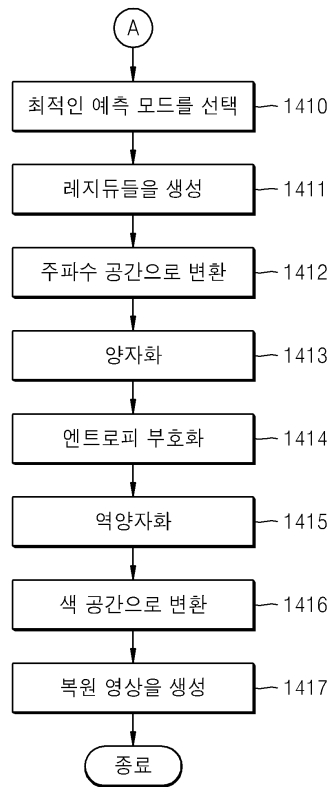 A
최적인 예측 모드를 선택 1410
레지듀들을 생성 1411
주파수 공간으로 변환 1412
양자화 1413
엔트로피 부호화 1414
역양자화 1415
색 공간으로 변환 1416
복원 영상을 생성 1417
종료